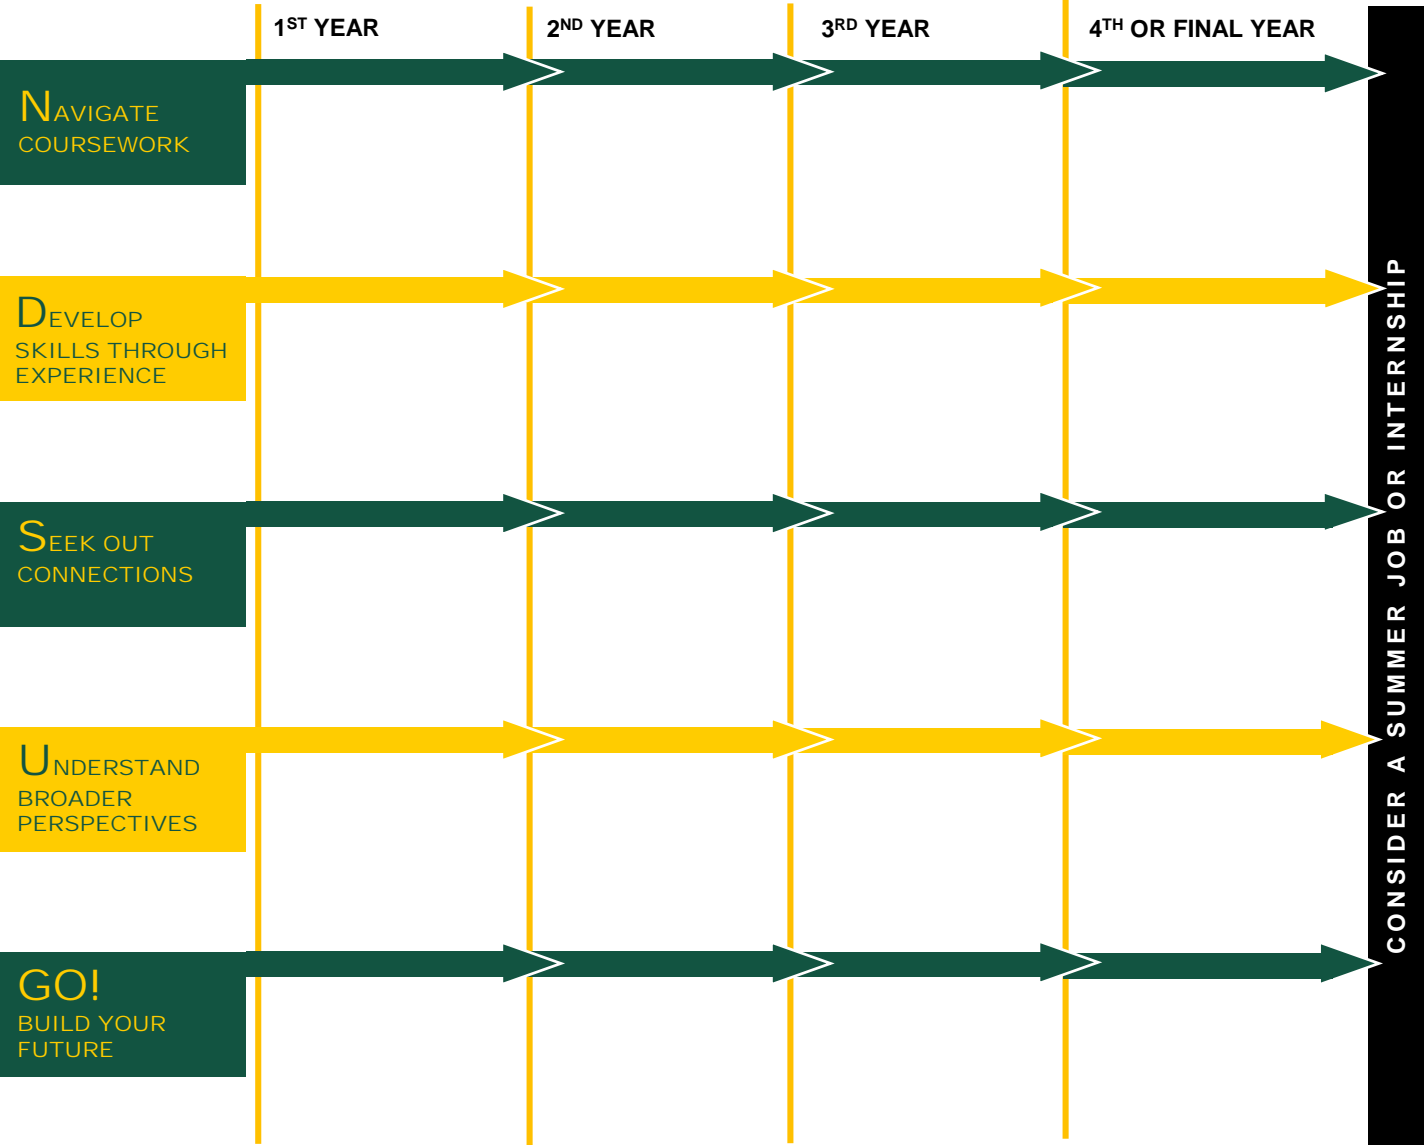 1ST YEAR
2ND YEAR
3RD YEAR
4TH OR FINAL YEAR
NAVIGATE
COURSEWORK
DEVELOP
SKILLS THROUGH
EXPERIENCE
SEEK OUT
CONNECTIONS
UNDERSTAND
BROADER
PERSPECTIVES
GO!
BUILD YOUR
FUTURE
CONSIDER A SUMMER JOB OR INTERNSHIP